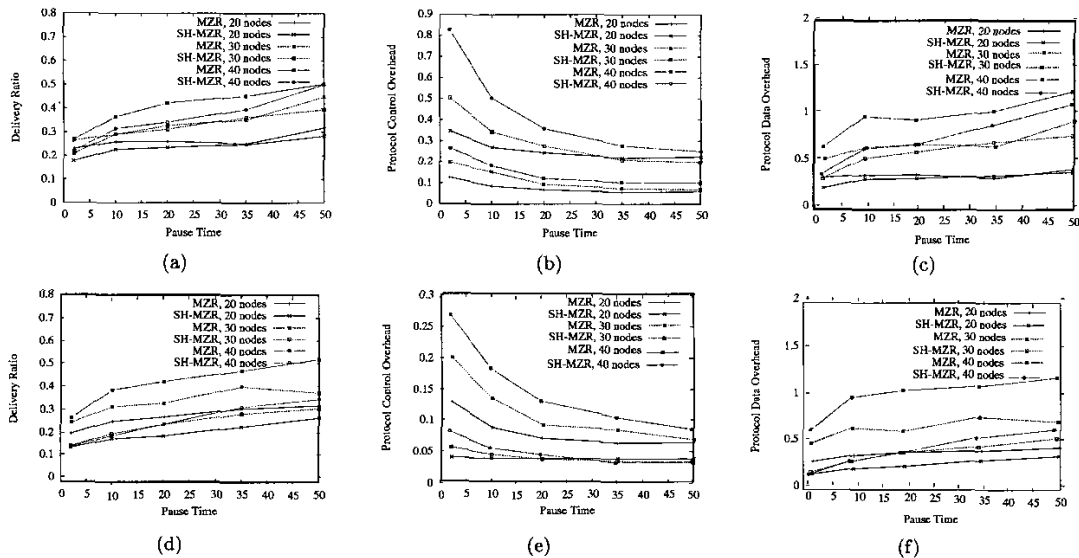 0.8
0.7
0.6
0.5
0.4
0.3
0.2
0.1
0
Delivery Ratio
MZR, 20 nodes
SH-MZR, 20 nodes
MZR, 30 nodes
SH-MZR, 30 nodes
MZR, 40 nodes
SH-MZR, 40 nodes
0 5 10 15 20 25 30 35 40 45 50
Pause Time
(a)
0.9
0.8
0.7
0.6
0.5
0.4
0.3
0.2
0.1
0
Protocol Control Overhead
MZR, 20 nodes
SH-MZR, 20 nodes
MZR, 30 nodes
SH-MZR, 30 nodes
MZR, 40 nodes
SH-MZR, 40 nodes
0 5 10 15 20 25 30 35 40 45 50
Pause Time
(b)
2
1.5
1
0.5
0
Protocol Data Overhead
MZR, 20 nodes
SH-MZR, 20 nodes
MZR, 30 nodes
SH-MZR, 30 nodes
MZR, 40 nodes
SH-MZR, 40 nodes
0 5 10 15 20 25 30 35 40 45 50
Pause Time
(c)
0.8
0.7
0.6
0.5
0.4
0.3
0.2
0.1
0
Delivery Ratio
MZR, 20 nodes
SH-MZR, 20 nodes
MZR, 30 nodes
SH-MZR, 30 nodes
MZR, 40 nodes
SH-MZR, 40 nodes
0 5 10 15 20 25 30 35 40 45 50
Pause Time
(d)
0.3
0.25
0.2
0.15
0.1
0.05
0
Protocol Control Overhead
MZR, 20 nodes
SH-MZR, 20 nodes
MZR, 30 nodes
SH-MZR, 30 nodes
MZR, 40 nodes
SH-MZR, 40 nodes
0 5 10 15 20 25 30 35 40 45 50
Pause Time
(e)
2
1.5
1
0.5
0
Protocol Data Overhead
MZR, 20 nodes
SH-MZR, 20 nodes
MZR, 30 nodes
SH-MZR, 30 nodes
MZR, 40 nodes
SH-MZR, 40 nodes
0 5 10 15 20 25 30 35 40 45 50
Pause Time
(f)